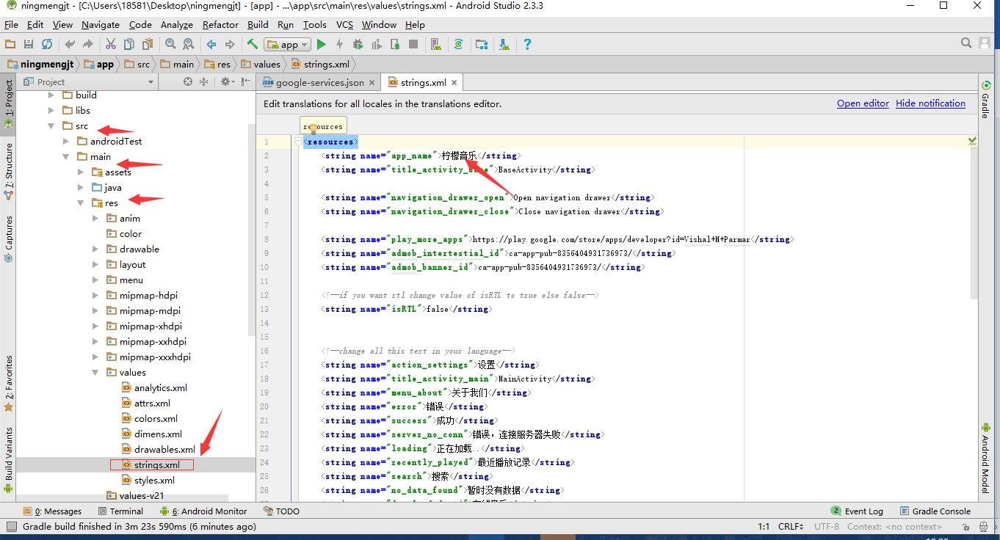 ningmengjt - [C:\Users\18581\Desktop\ningmengjt] - [app] - ...\app\src\main\res\values\strings.xml - Android Studio 2.3.3
File Edit View Navigate Code Analyze Refactor Build Run Tools VCS Window Help
app
ningmengjt app src main res values strings.xml
Project
google-services.json
strings.xml
1: Project
7: Structure
Captures
2: Favorites
Build Variants
build
libs
src
androidTest
main
assets
java
res
anim
color
drawable
layout
menu
mipmap-hdpi
mipmap-mdpi
mipmap-xhdpi
mipmap-xxhdpi
mipmap-xxxhdpi
values
analytics.xml
attrs.xml
colors.xml
dimens.xml
drawables.xml
strings.xml
styles.xml
values-v21
Edit translations for all locales in the translations editor. Open editor Hide notification
resources
1 <resources>
2 <string name="app_name">柠檬音乐</string>
3 <string name="title_activity_base">BaseActivity</string>
4
5 <string name="navigation_drawer_open">Open navigation drawer</string>
6 <string name="navigation_drawer_close">Close navigation drawer</string>
7
8 <string name="play_more_apps">https://play.google.com/store/apps/developer?id=Vishal+M+Parmar</string>
9 <string name="admob_intertestial_id">ca-app-pub-8356404931736973/</string>
10 <string name="admob_banner_id">ca-app-pub-8356404931736973/</string>
11
12 <!--if you want rtl change value of isRTL to true else false-->
13 <string name="isRTL">false</string>
14
15
16 <!--change all this text in your language-->
17 <string name="action_settings">设置</string>
18 <string name="title_activity_main">MainActivity</string>
19 <string name="menu_about">关于我们</string>
20 <string name="error">错误</string>
21 <string name="success">成功</string>
22 <string name="server_no_conn">错误，连接服务器失败</string>
23 <string name="loading">正在加载..</string>
24 <string name="recently_played">最近播放记录</string>
25 <string name="search">搜索</string>
26 <string name="no_data_found">暂时没有数据</string>
Gradle
Android Model
0: Messages Terminal 6: Android Monitor TODO 2 Event Log Gradle Console
Gradle build finished in 3m 23s 590ms (6 minutes ago) 1:1 CRLF UTF-8 Context: <no context>